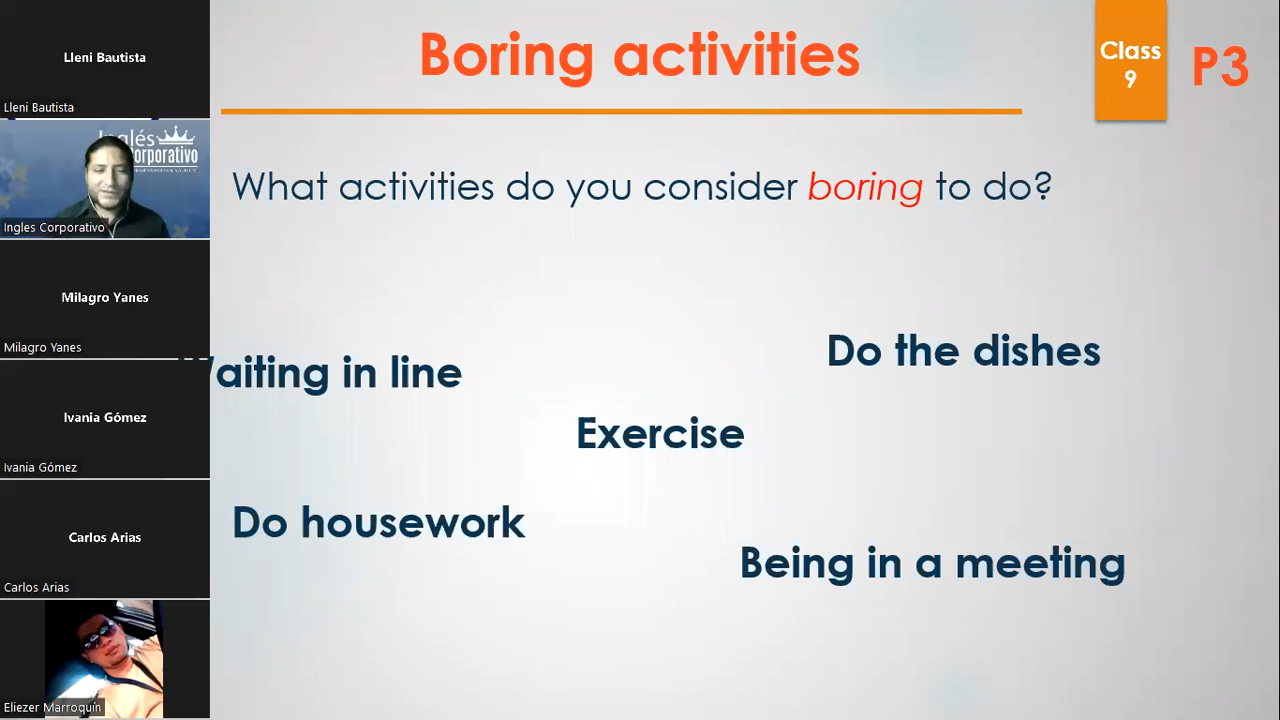 Lleni Bautista
Lleni Bautista
Inglés
Corporativo
Ingles Corporativo
Milagro Yanes
Milagro Yanes
Ivania Gómez
Ivania Gómez
Carlos Arias
Carlos Arias
Eliezer Marroquín
Boring activities
Class
9
P3
What activities do you consider boring to do?
Do the dishes
Waiting in line
Exercise
Do housework
Being in a meeting